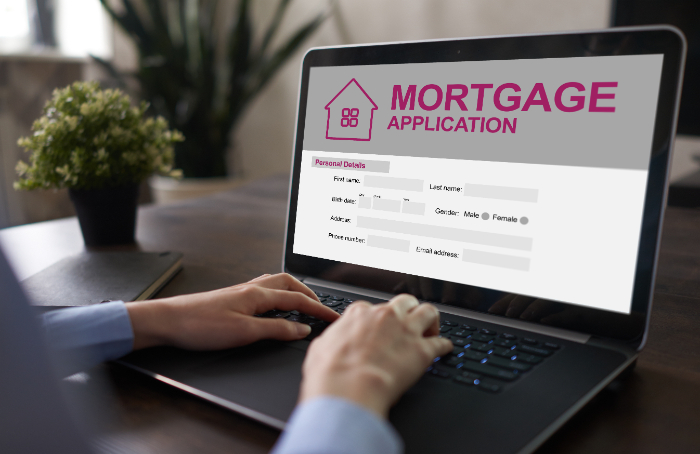 MORTGAGE
APPLICATION
Personal Details
First name: Last name:
Birth date: Gender: Male Female
Address:
Phone number: Email address: